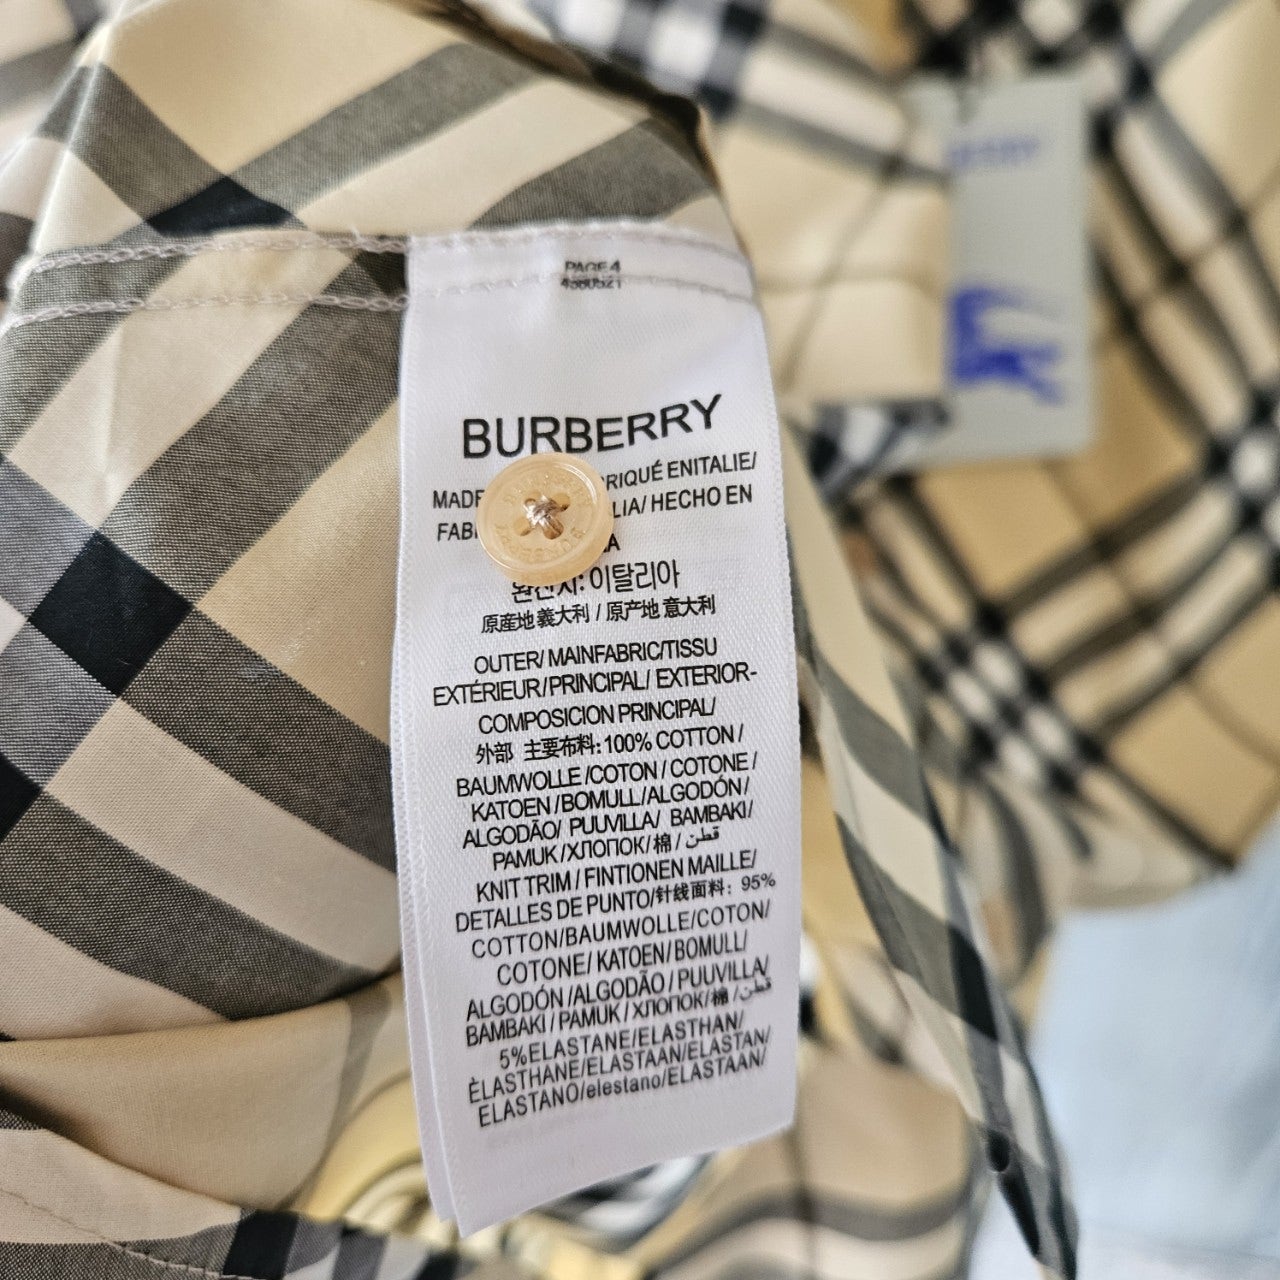 PAGE4
4580521
BURBERRY
MADE RIQUÉ ENITALIE/
FABI LIA/ HECHO EN
A
원산지: 이탈리아
原産地 義大利 / 原产地 意大利
OUTER/ MAINFABRIC/TISSU
EXTÉRIEUR/PRINCIPAL/ EXTERIOR-
COMPOSICION PRINCIPAL/
外部 主要布料: 100% COTTON /
BAUMWOLLE /COTON / COTONE /
KATOEN /BOMULL/ALGODÓN/
ALGODÃO/ PUUVILLA/ BAMBAKI/
PAMUK /ХЛОПОК/棉 / قطن/
KNIT TRIM / FINTIONEN MAILLE/
DETALLES DE PUNTO/针线面料: 95%
COTTON/BAUMWOLLE/COTON/
COTONE/ KATOEN/BOMULL/
ALGODÓN /ALGODÃO / PUUVILLA/
BAMBAKI / PAMUK /ХЛОПОК/棉 /قطن/
5%ELASTANE/ELASTHAN/
ÈLASTHANE/ELASTAAN/ELASTAN/
ELASTANO/elestano/ELASTAAN/